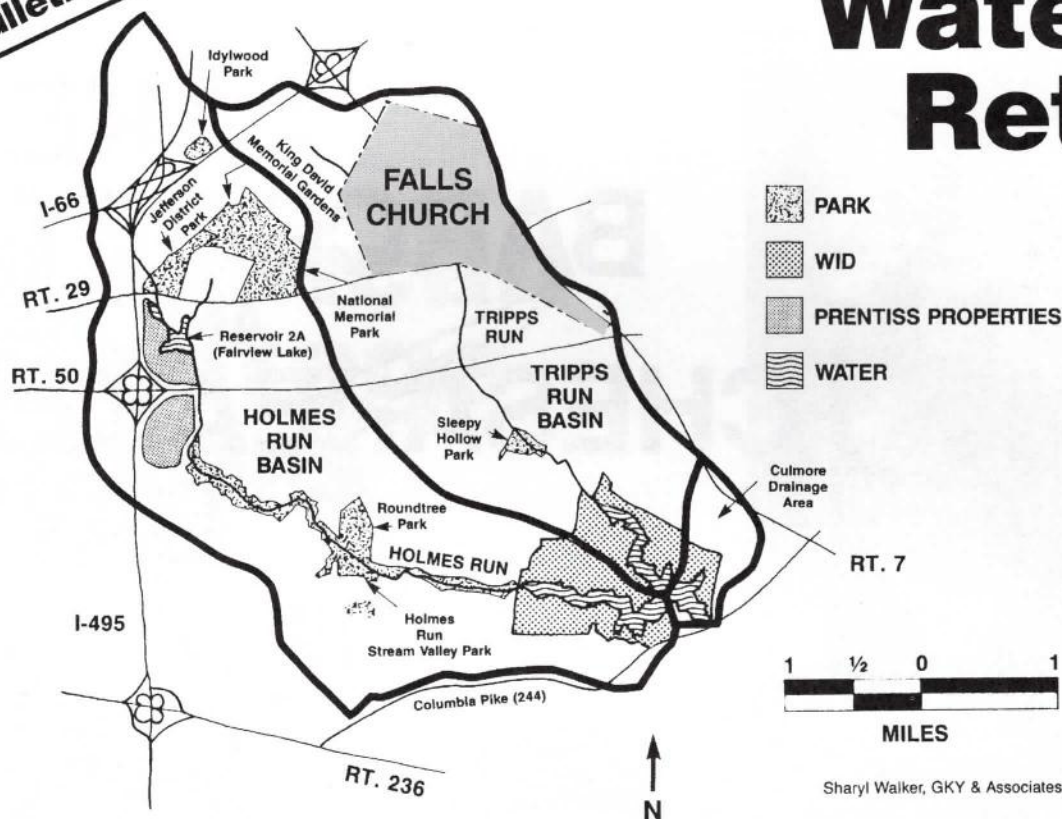 Idylwood
Park
I-66
Jefferson
District
Park
King David
Memorial Gardens
FALLS
CHURCH
PARK
WID
PRENTISS PROPERTIES
WATER
RT. 29
National
Memorial
Park
Reservoir 2A
(Fairview Lake)
TRIPPS
RUN
RT. 50
HOLMES
RUN
BASIN
TRIPPS
RUN
BASIN
Sleepy
Hollow
Park
Culmore
Drainage
Area
Roundtree
Park
HOLMES RUN
RT. 7
I-495
Holmes
Run
Stream Valley Park
Columbia Pike (244)
RT. 236
N
1 ½ 0 1
MILES
Sharyl Walker, GKY & Associates